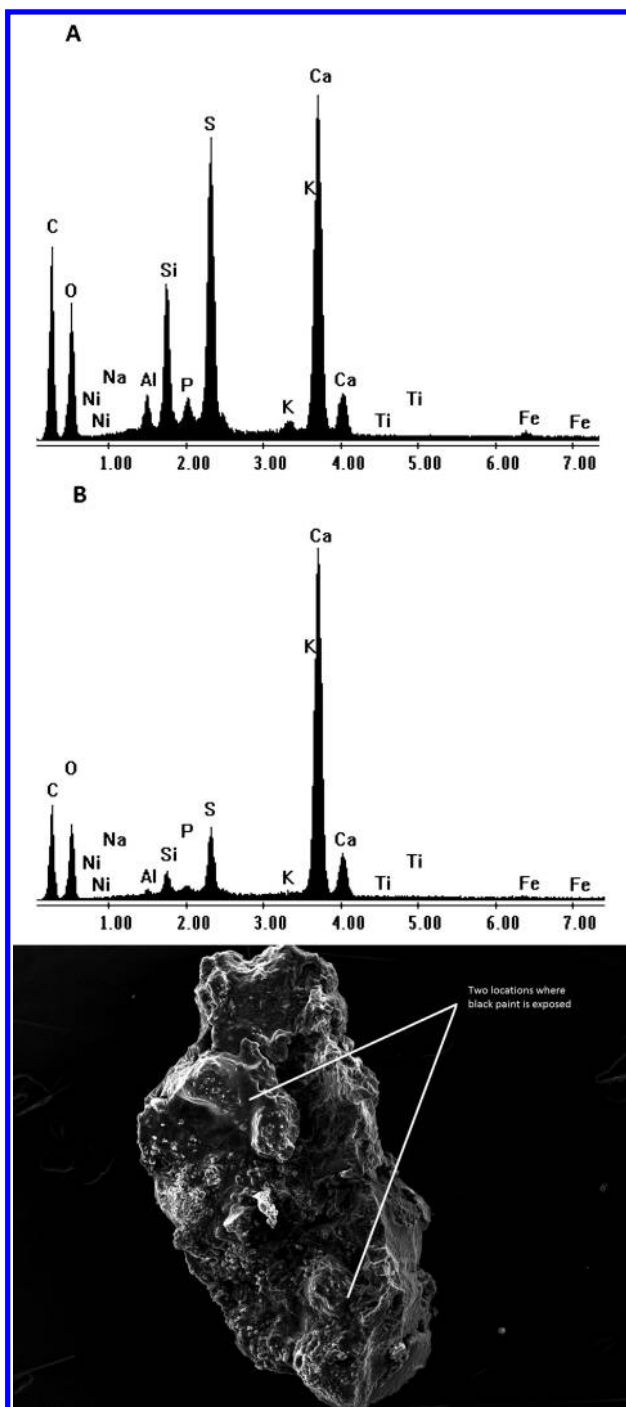 A
Ca
S
K
C
Si
O
Na
Al
P
Ca
Ni
Ni
K
Ti
Ti
Fe
Fe
1.00 2.00 3.00 4.00 5.00 6.00 7.00
B
Ca
K
O
C
S
Na
P
Si
Ca
Ni
Al
Ni
K
Ti
Ti
Fe
Fe
1.00 2.00 3.00 4.00 5.00 6.00 7.00
Two locations where
black paint is exposed